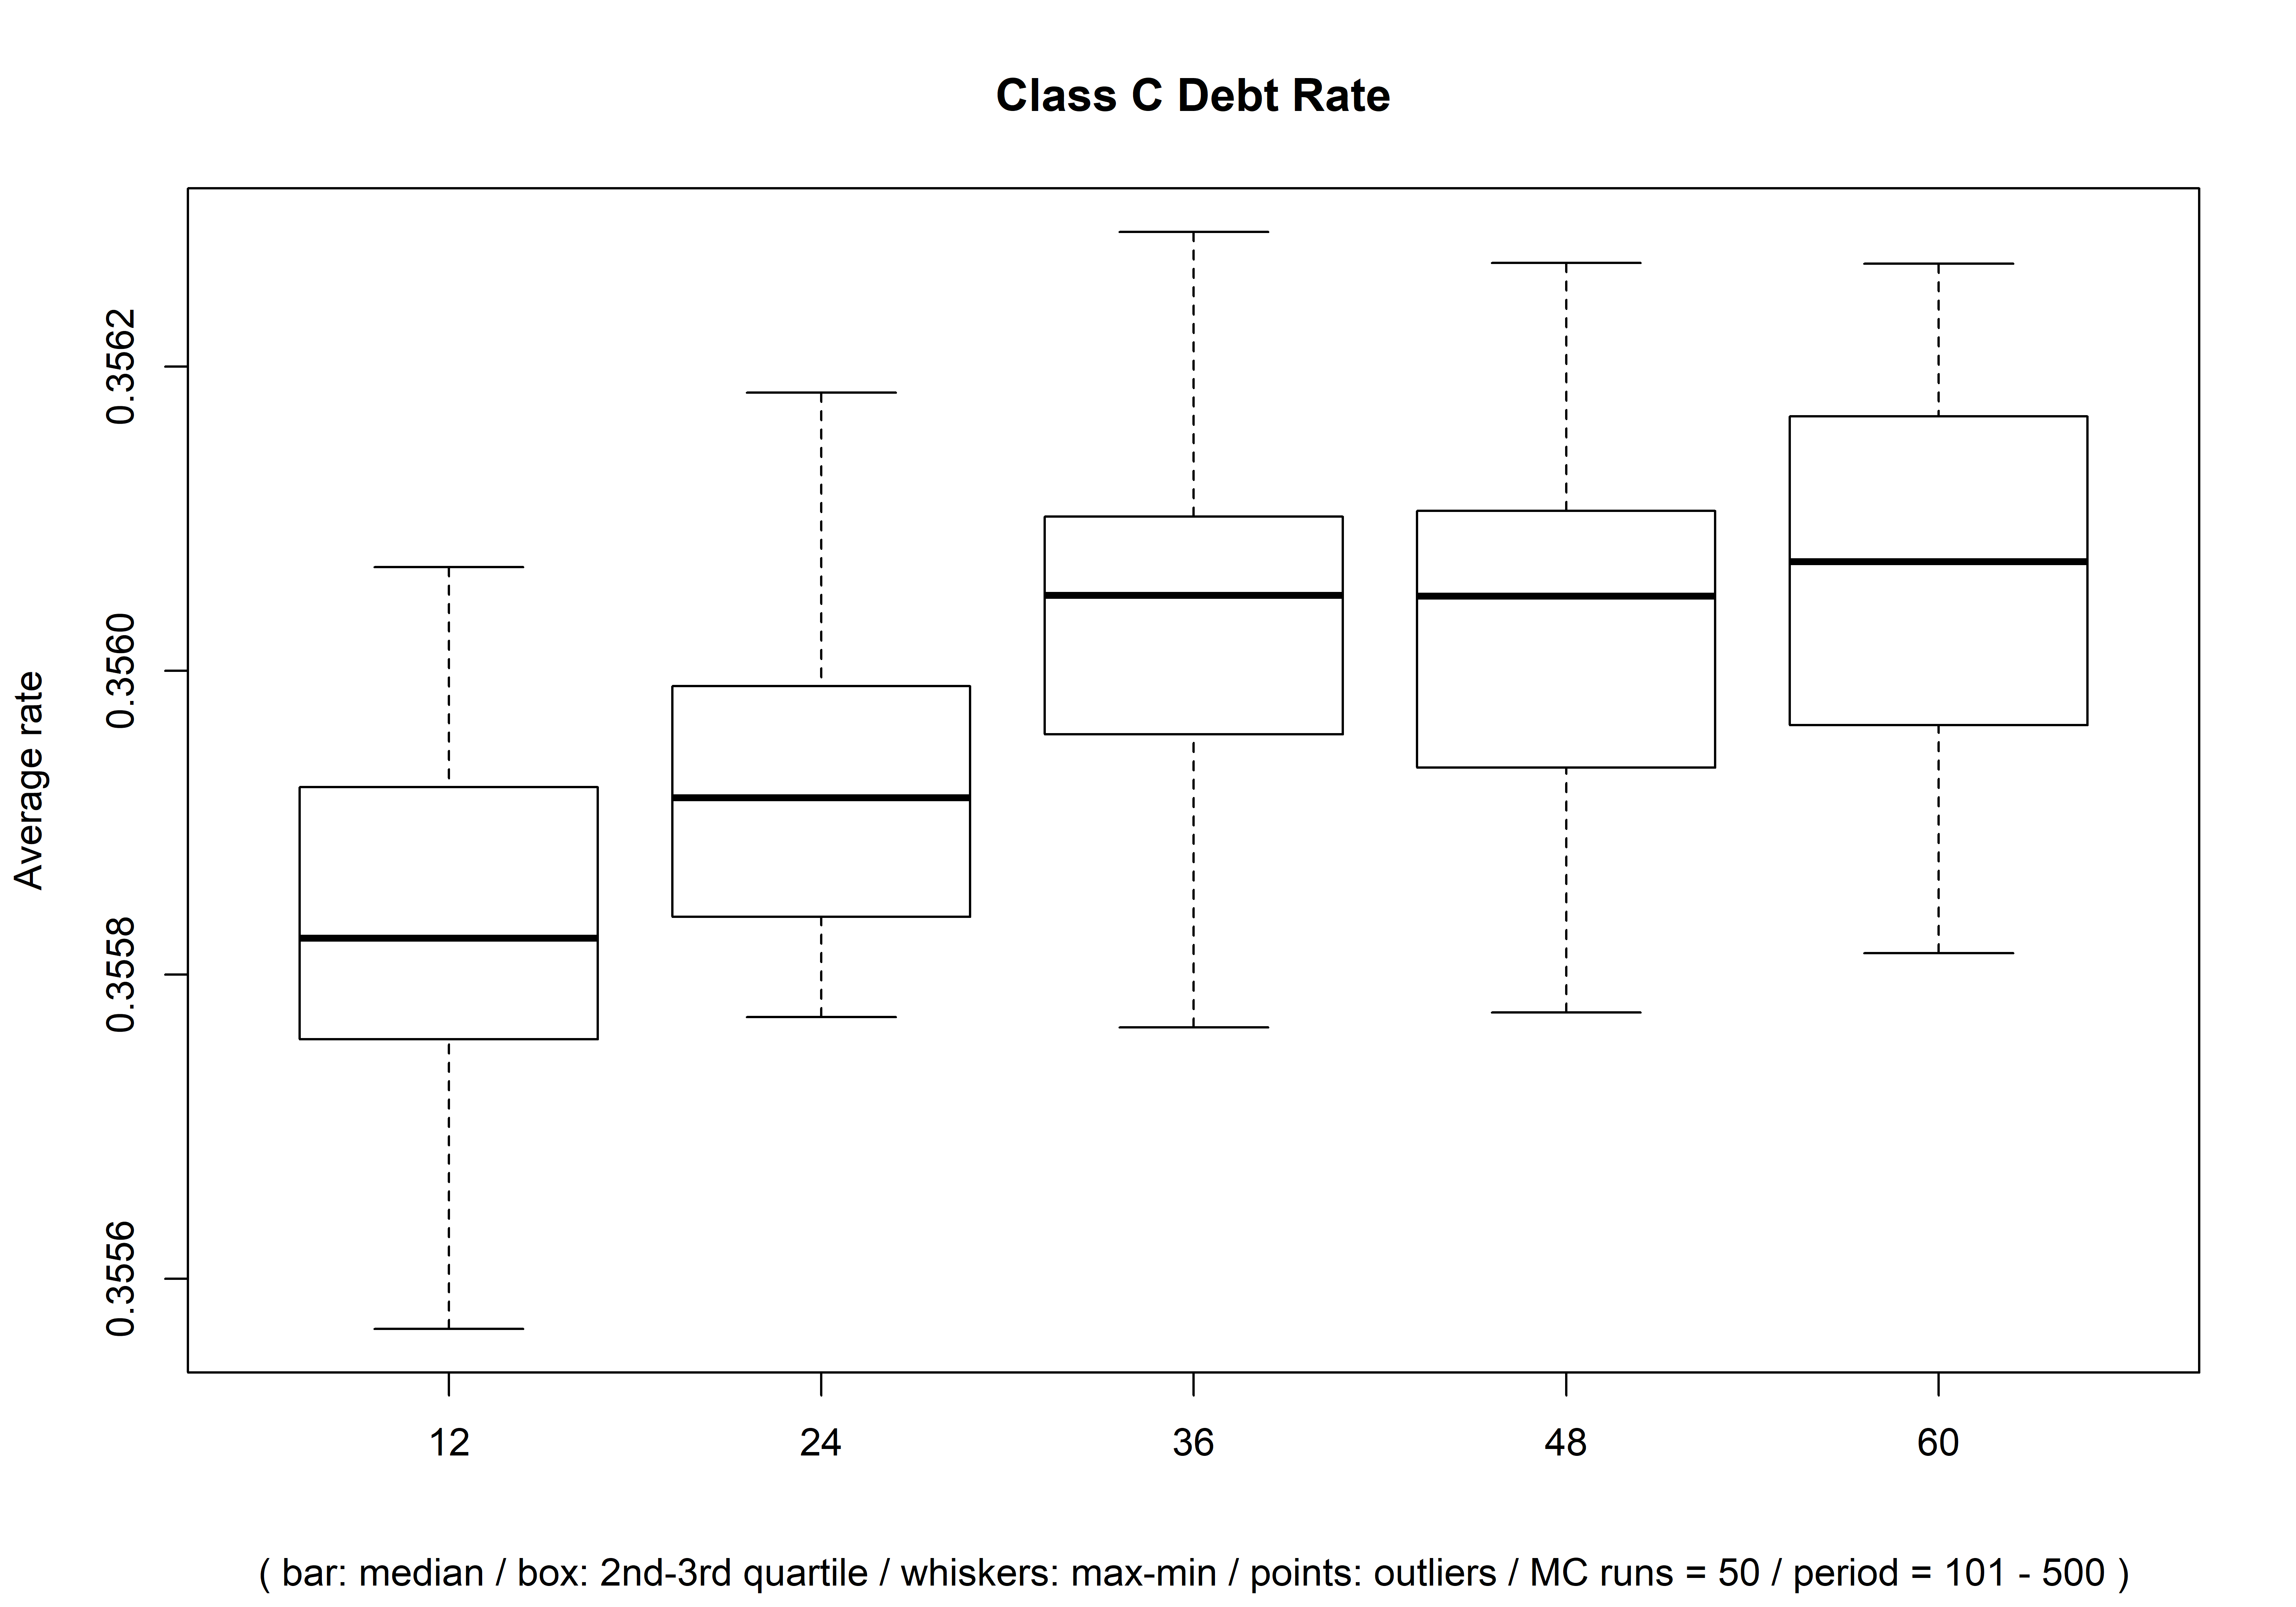 Class C Debt Rate
Average rate
0.3562
0.3560
0.3558
0.3556
12 24 36 48 60
( bar: median / box: 2nd-3rd quartile / whiskers: max-min / points: outliers / MC runs = 50 / period = 101 - 500 )